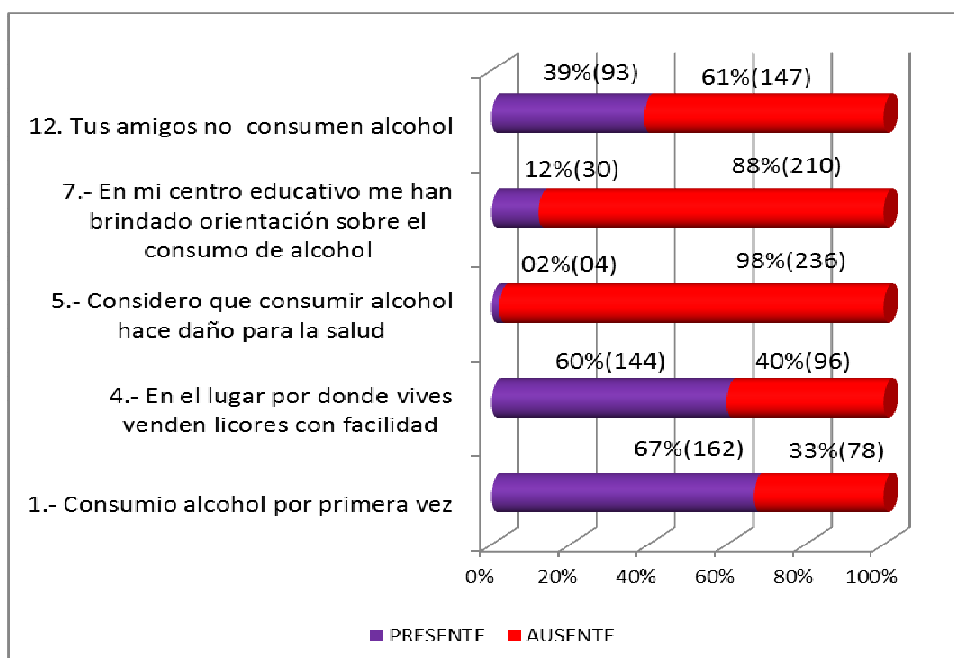 39%(93) 61%(147)
12. Tus amigos no consumen alcohol
12%(30) 88%(210)
7.- En mi centro educativo me han
brindado orientación sobre el
consumo de alcohol
02%(04) 98%(236)
5.- Considero que consumir alcohol
hace daño para la salud
60%(144) 40%(96)
4.- En el lugar por donde vives
venden licores con facilidad
67%(162) 33%(78)
1.- Consumio alcohol por primera vez
0% 20% 40% 60% 80% 100%
PRESENTE AUSENTE